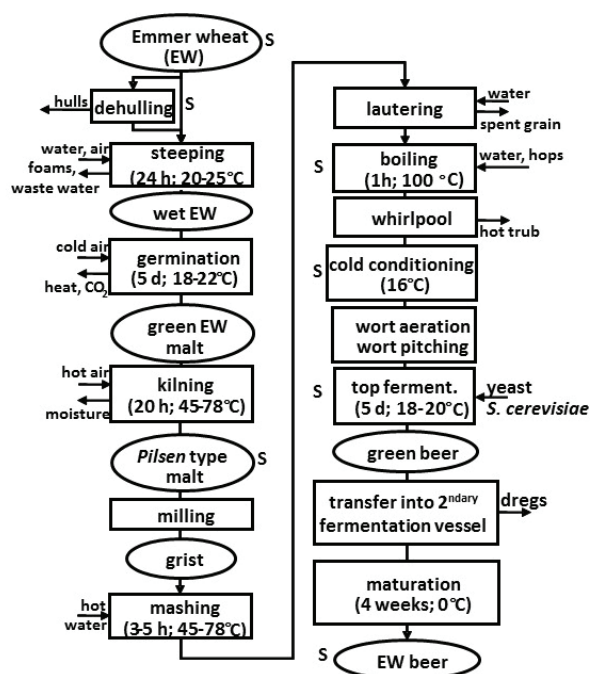 Emmer wheat
(EW)
S
hulls
dehulling
S
water, air
foams,
waste water
steeping
(24 h; 20-25°C
wet EW
cold air
heat, CO2
germination
(5 d; 18-22°C)
green EW
malt
hot air
moisture
kilning
(20 h; 45-78°C)
Pilsen type
malt
S
milling
grist
hot
water
mashing
(3-5 h; 45-78°C)
lautering
water
spent grain
S
boiling
(1h; 100 °C)
water, hops
whirlpool
hot trub
S
cold conditioning
(16°C)
wort aeration
wort pitching
S
top ferment.
(5 d; 18-20°C)
yeast
S. cerevisiae
green beer
transfer into 2ndary
fermentation vessel
dregs
maturation
(4 weeks; 0°C)
S
EW beer